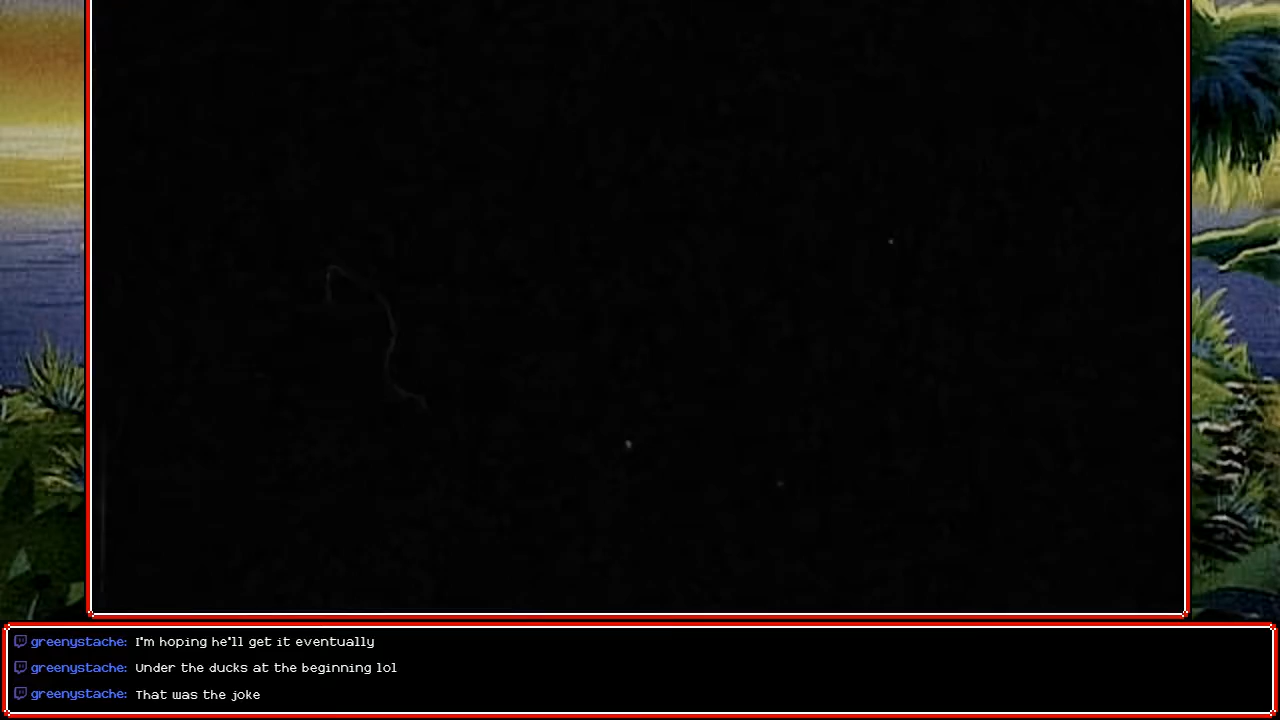 greenystache: I'm hoping he'll get it eventually
greenystache: Under the ducks at the beginning lol
greenystache: That was the joke